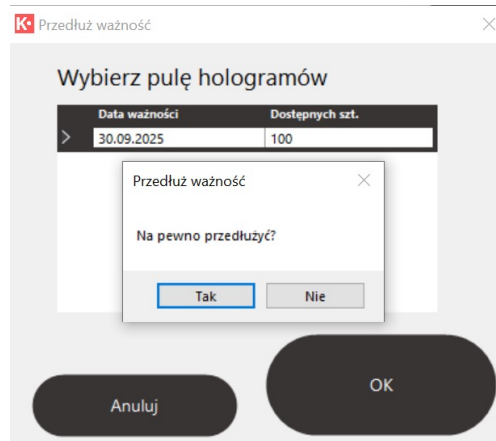 K Przedłuż ważność
Wybierz pulę hologramów
Data ważności Dostępnych szt.
30.09.2025 100
Przedłuż ważność
Na pewno przedłużyć?
Tak Nie
Anuluj OK